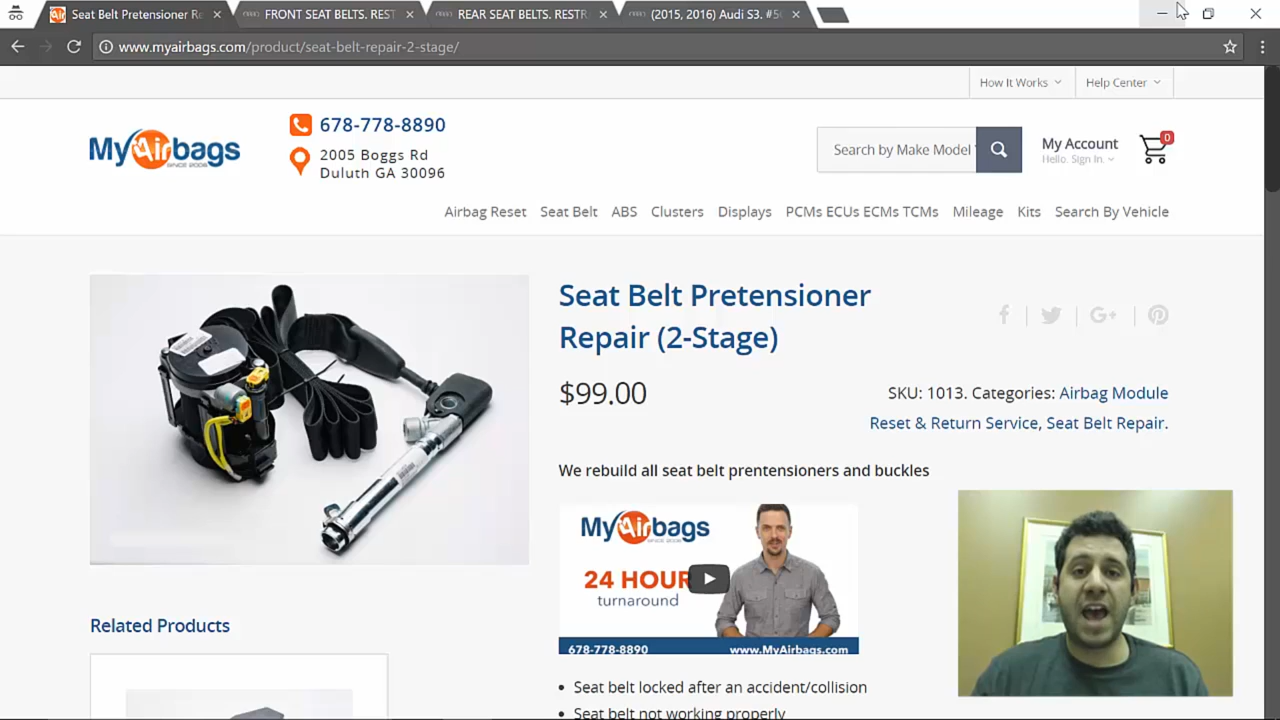 Seat Belt Pretensioner Re
FRONT SEAT BELTS. REST
REAR SEAT BELTS. RESTR
(2015, 2016) Audi S3. #5
www.myairbags.com/product/seat-belt-repair-2-stage/
How It Works
Help Center
MyAirbags
SINCE 2008
678-778-8890
2005 Boggs Rd
Duluth GA 30096
Search by Make Model
My Account
Hello. Sign In.
0
Airbag Reset
Seat Belt
ABS
Clusters
Displays
PCMs ECUs ECMs TCMs
Mileage
Kits
Search By Vehicle
Seat Belt Pretensioner
Repair (2-Stage)
$99.00
SKU: 1013. Categories: Airbag Module
Reset & Return Service, Seat Belt Repair.
We rebuild all seat belt prentensioners and buckles
MyAirbags
24 HOUR
turnaround
678-778-8890
www.MyAirbags.com
Related Products
Seat belt locked after an accident/collision
Seat belt not working properly